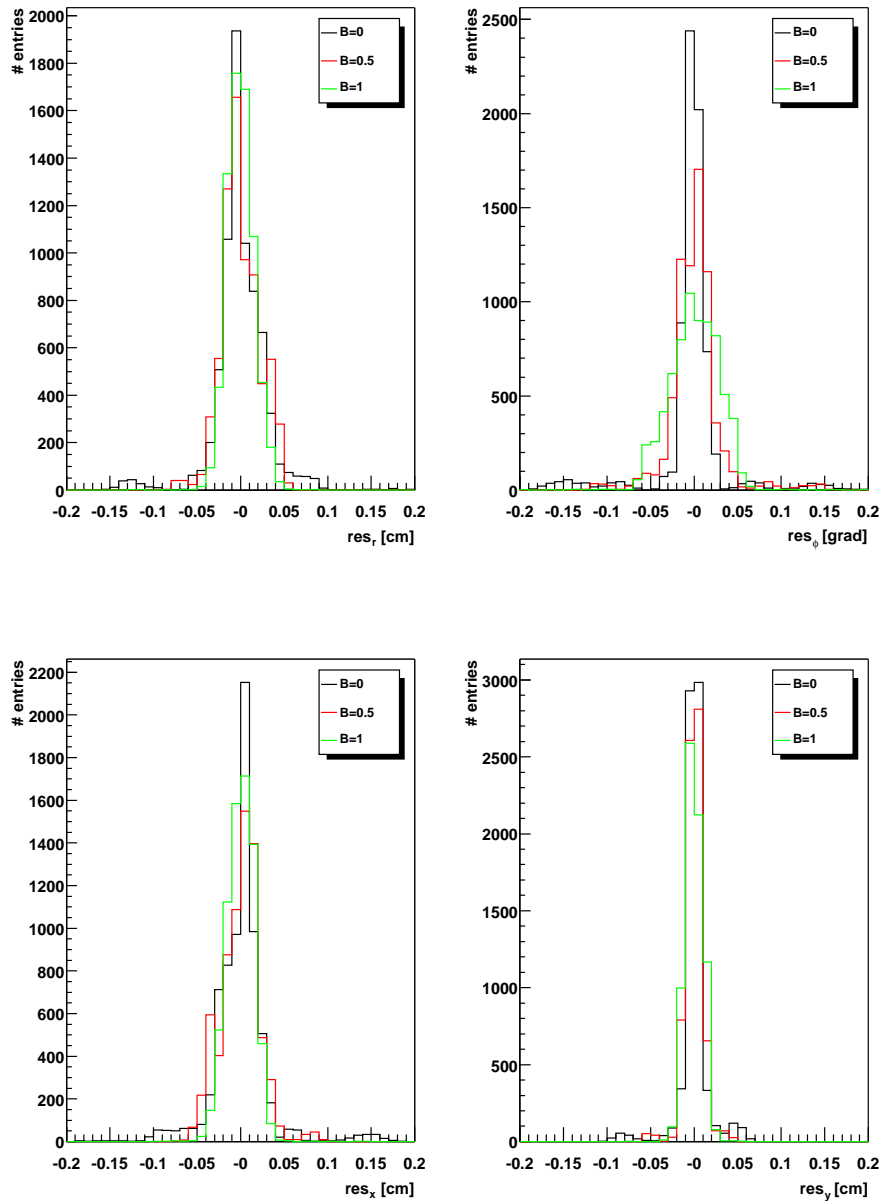 # entries
2000
1800
1600
1400
1200
1000
800
600
400
200
0
B=0
B=0.5
B=1
-0.2 -0.15 -0.1 -0.05 -0 0.05 0.1 0.15 0.2
res_r [cm]
# entries
2500
2000
1500
1000
500
0
B=0
B=0.5
B=1
-0.2 -0.15 -0.1 -0.05 -0 0.05 0.1 0.15 0.2
res_ϕ [grad]
# entries
2200
2000
1800
1600
1400
1200
1000
800
600
400
200
0
B=0
B=0.5
B=1
-0.2 -0.15 -0.1 -0.05 -0 0.05 0.1 0.15 0.2
res_x [cm]
# entries
3000
2500
2000
1500
1000
500
0
B=0
B=0.5
B=1
-0.2 -0.15 -0.1 -0.05 -0 0.05 0.1 0.15 0.2
res_y [cm]